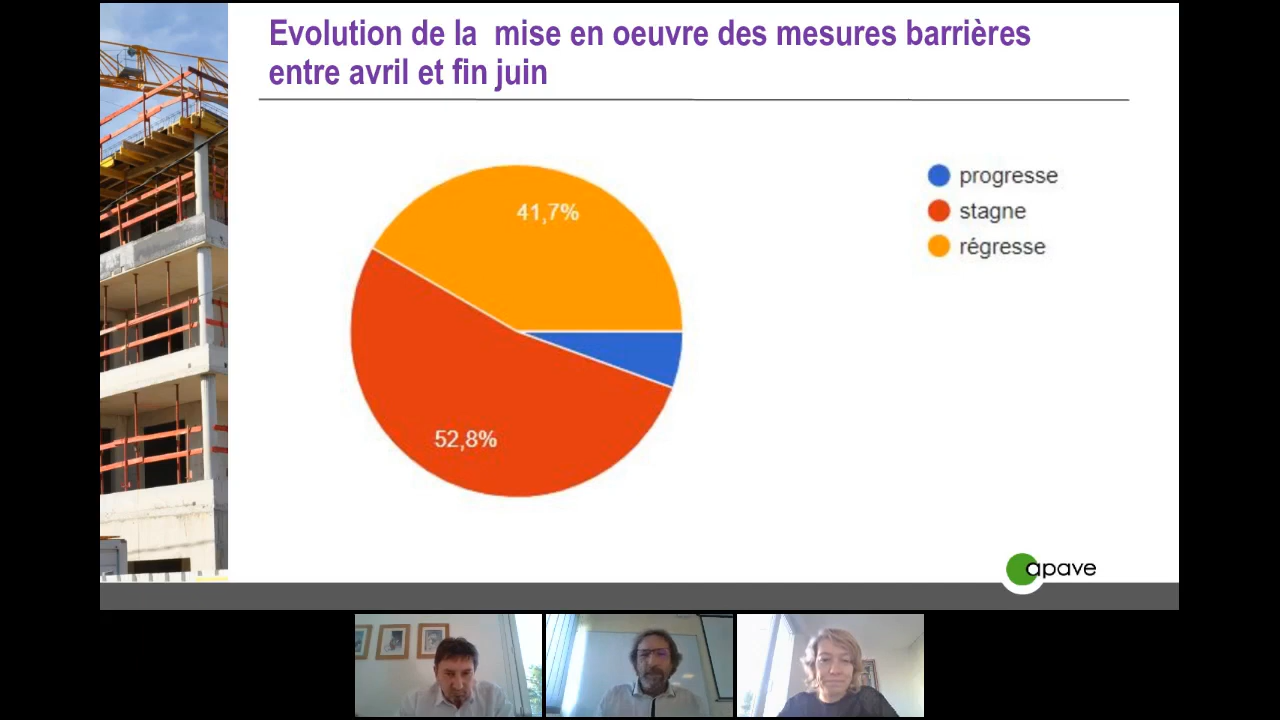 Evolution de la  mise en oeuvre des mesures barrières
entre avril et fin juin
41,7%
52,8%
progresse
stagne
régresse
apave